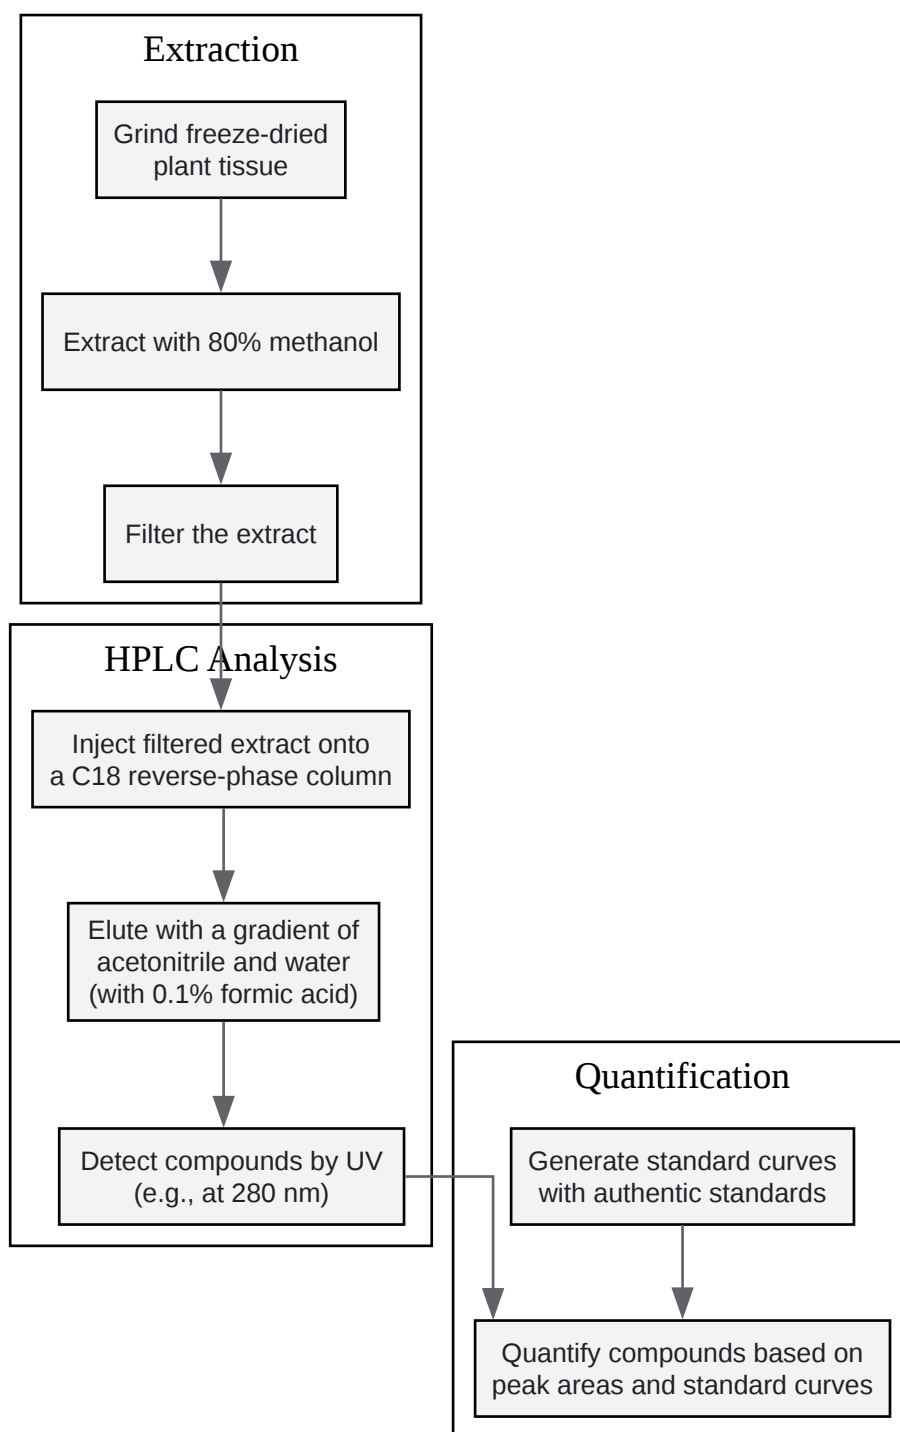 Extraction
Grind freeze-dried
plant tissue
Extract with 80% methanol
Filter the extract
HPLC Analysis
Inject filtered extract onto
a C18 reverse-phase column
Elute with a gradient of
acetonitrile and water
(with 0.1% formic acid)
Detect compounds by UV
(e.g., at 280 nm)
Quantification
Generate standard curves
with authentic standards
Quantify compounds based on
peak areas and standard curves